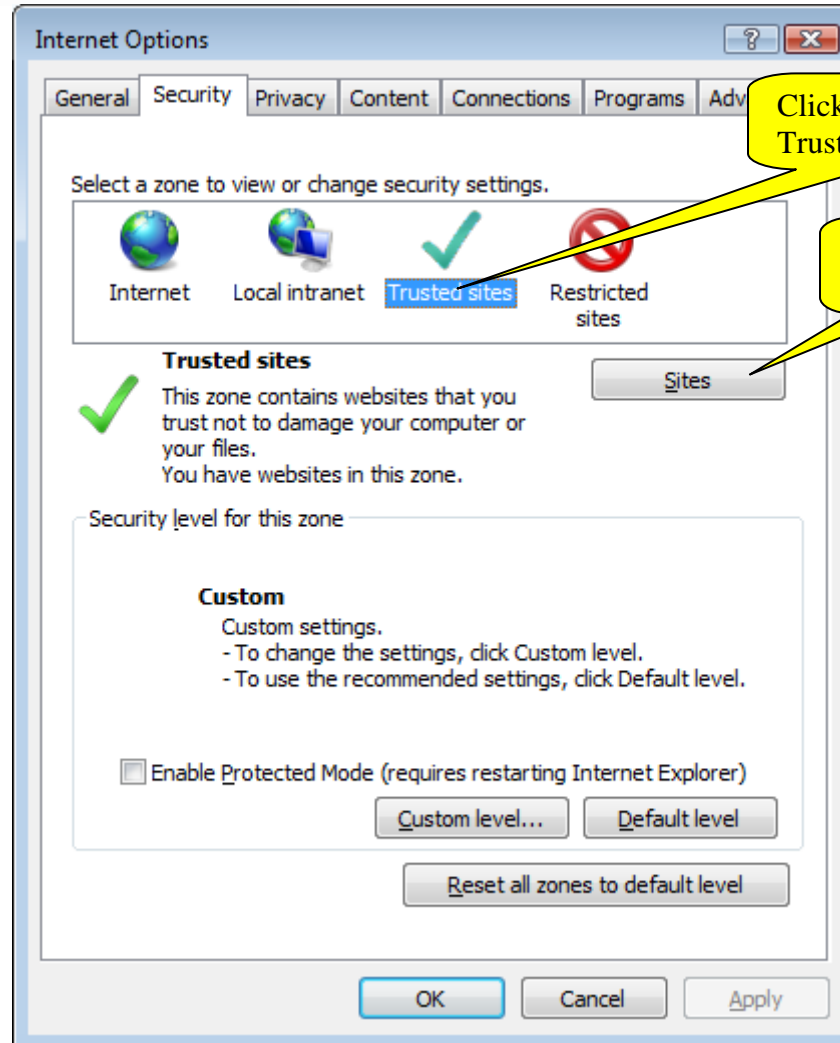 Internet Options
General Security Privacy Content Connections Programs
Select a zone to view or change security settings.
Internet Local intranet Trusted sites Restricted
sites
Trusted sites
Sites
This zone contains websites that you
trust not to damage your computer or
your files.
You have websites in this zone.
Security level for this zone
Custom
Custom settings.
- To change the settings, click Custom level.
- To use the recommended settings, click Default level.
Enable Protected Mode (requires restarting Internet Explorer)
Custom level... Default level
Reset all zones to default level
OK Cancel Apply